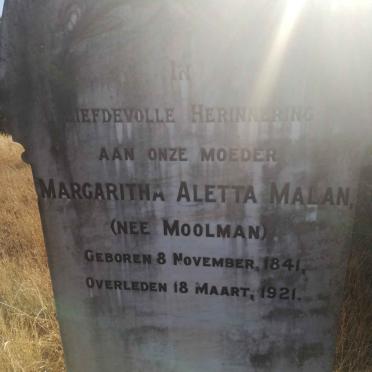 IN
LIEFDEVOLLE HERINNERING
AAN ONZE MOEDER
MARGARITHA ALETTA MALAN,
(NEE MOOLMAN)
GEBOREN 8 NOVEMBER, 1841,
OVERLEDEN 18 MAART, 1921.